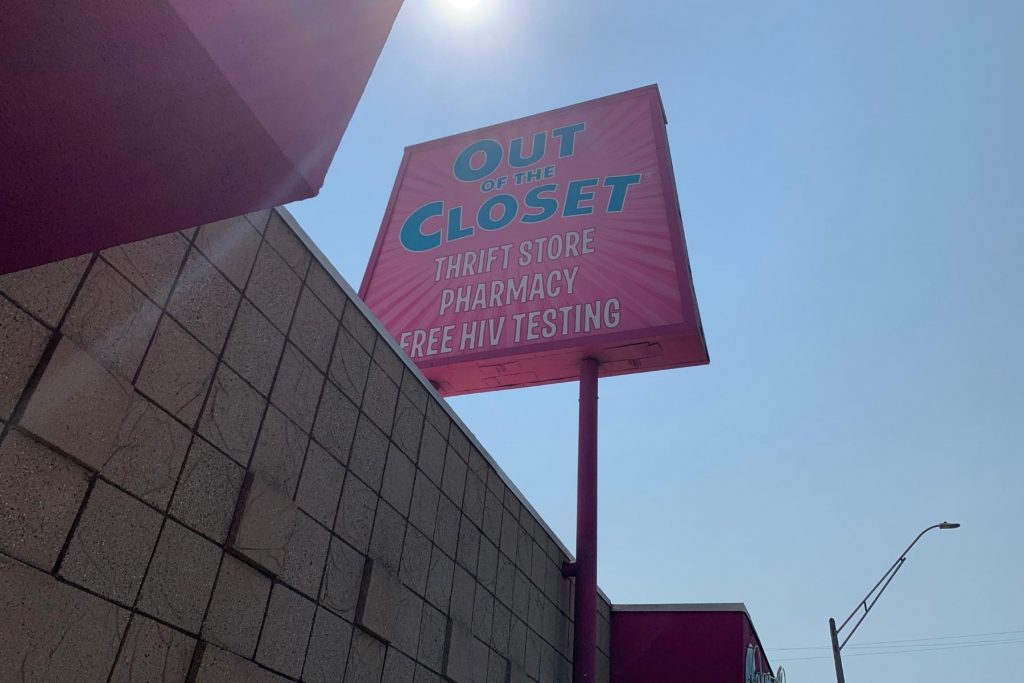 OUT
OF THE
CLOSET
THRIFT STORE
PHARMACY
FREE HIV TESTING